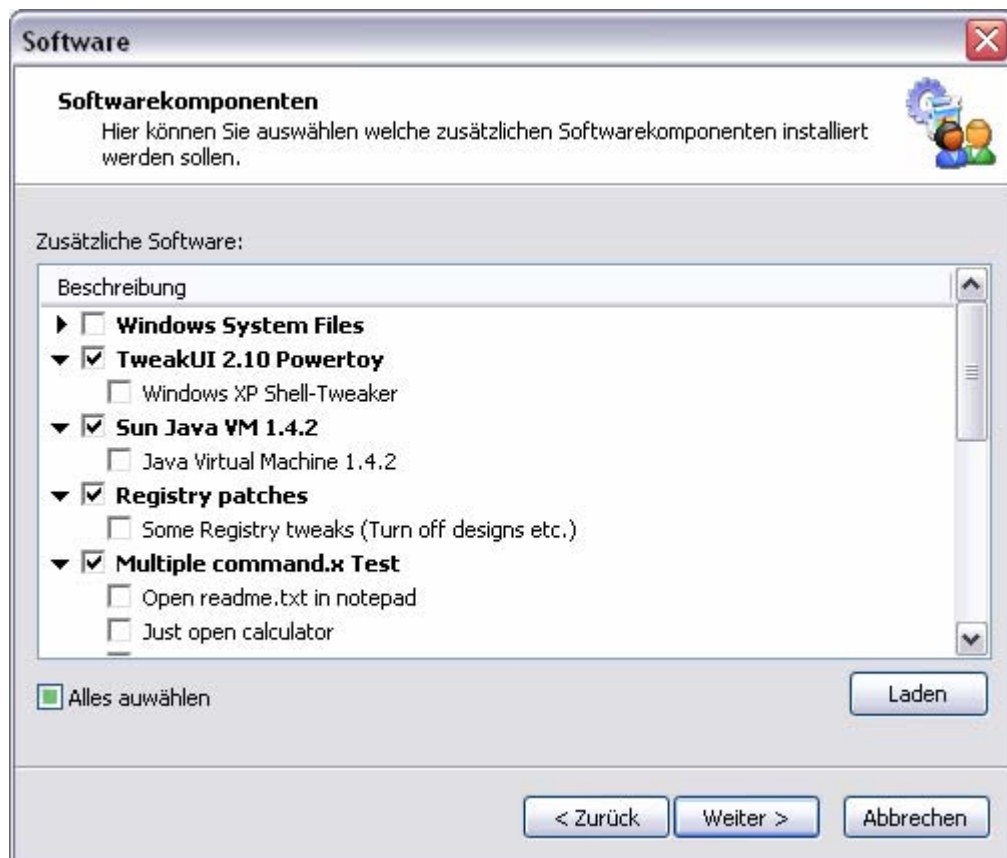 Software
Softwarekomponenten
Hier können Sie auswählen welche zusätzlichen Softwarekomponenten installiert
werden sollen.
Zusätzliche Software:
Beschreibung
Windows System Files
TweakUI 2.10 Powertoy
Windows XP Shell-Tweaker
Sun Java VM 1.4.2
Java Virtual Machine 1.4.2
Registry patches
Some Registry tweaks (Turn off designs etc.)
Multiple command.x Test
Open readme.txt in notepad
Just open calculator
Alles auwählen
Laden
< Zurück
Weiter >
Abbrechen